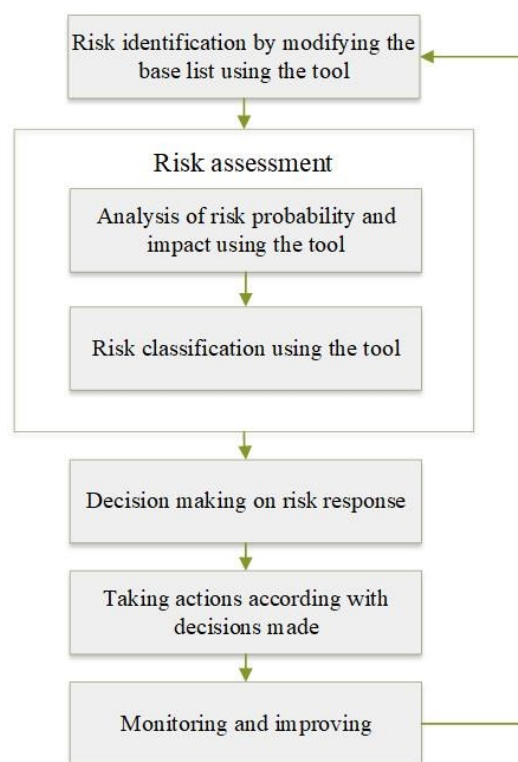 Risk identification by modifying the
base list using the tool
Risk assessment
Analysis of risk probability and
impact using the tool
Risk classification using the tool
Decision making on risk response
Taking actions according with
decisions made
Monitoring and improving